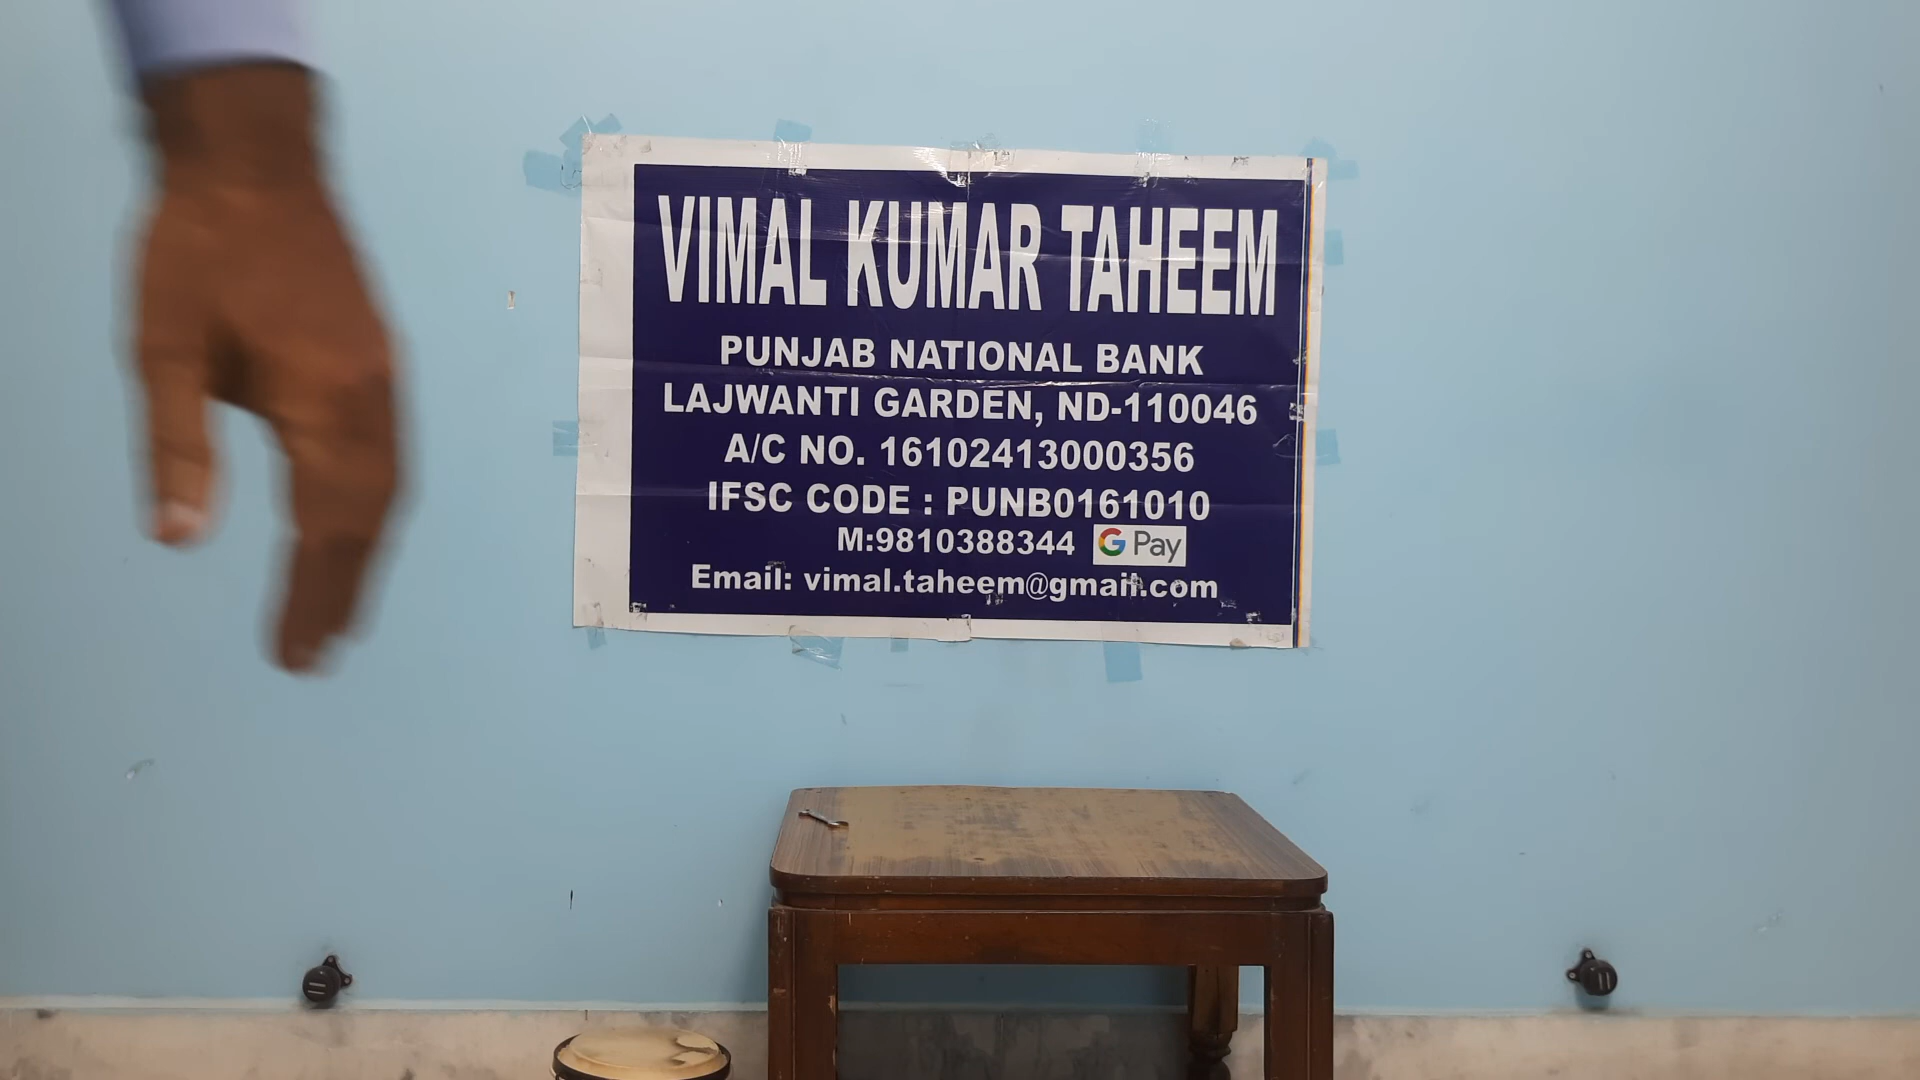 VIMAL KUMAR TAHEEM
PUNJAB NATIONAL BANK
LAJWANTI GARDEN, ND-110046
A/C NO. 16102413000356
IFSC CODE : PUNB0161010
M:9810388344 G Pay
Email: vimal.taheem@gmail.com